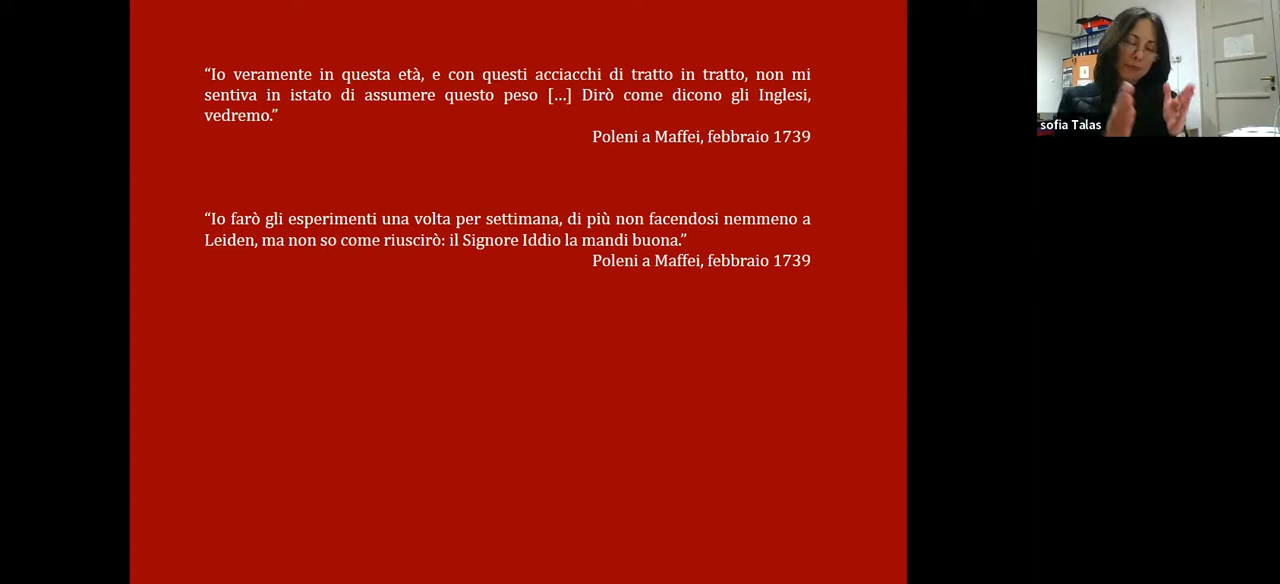 “Io veramente in questa età, e con questi acciacchi di tratto in tratto, non mi
sentiva in istato di assumere questo peso […] Dirò come dicono gli Inglesi,
vedremo.”
Poleni a Maffei, febbraio 1739
“Io farò gli esperimenti una volta per settimana, di più non facendosi nemmeno a
Leiden, ma non so come riuscirò: il Signore Iddio la mandi buona.”
Poleni a Maffei, febbraio 1739
sofia Talas